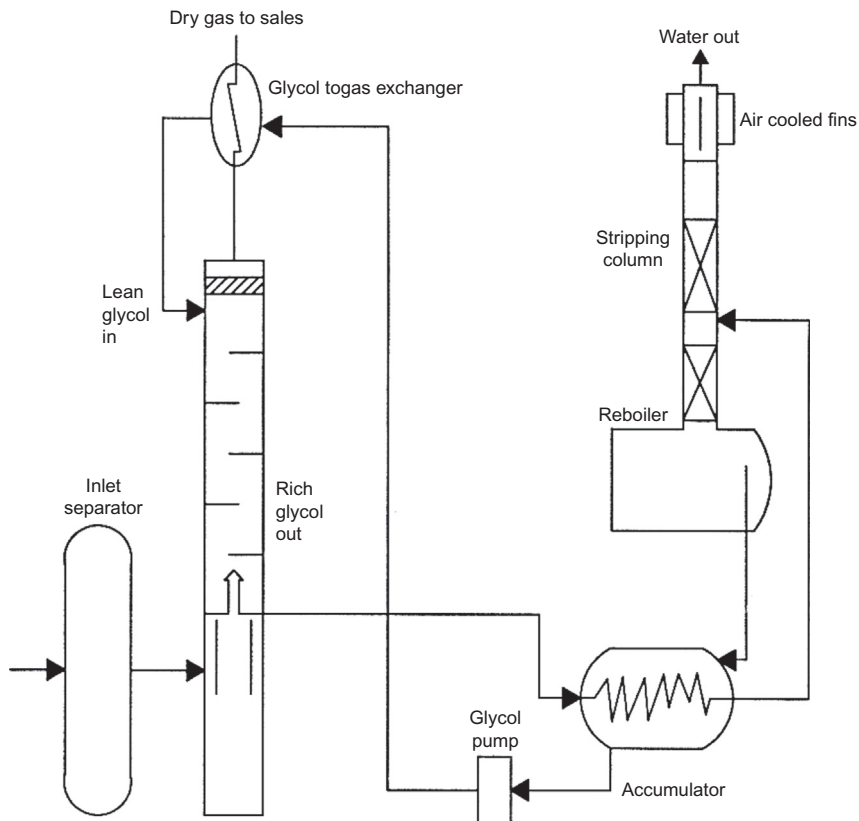 Dry gas to sales
Glycol togas exchanger
Water out
Air cooled fins
Stripping
column
Lean
glycol
in
Reboiler
Inlet
separator
Rich
glycol
out
Glycol
pump
Accumulator